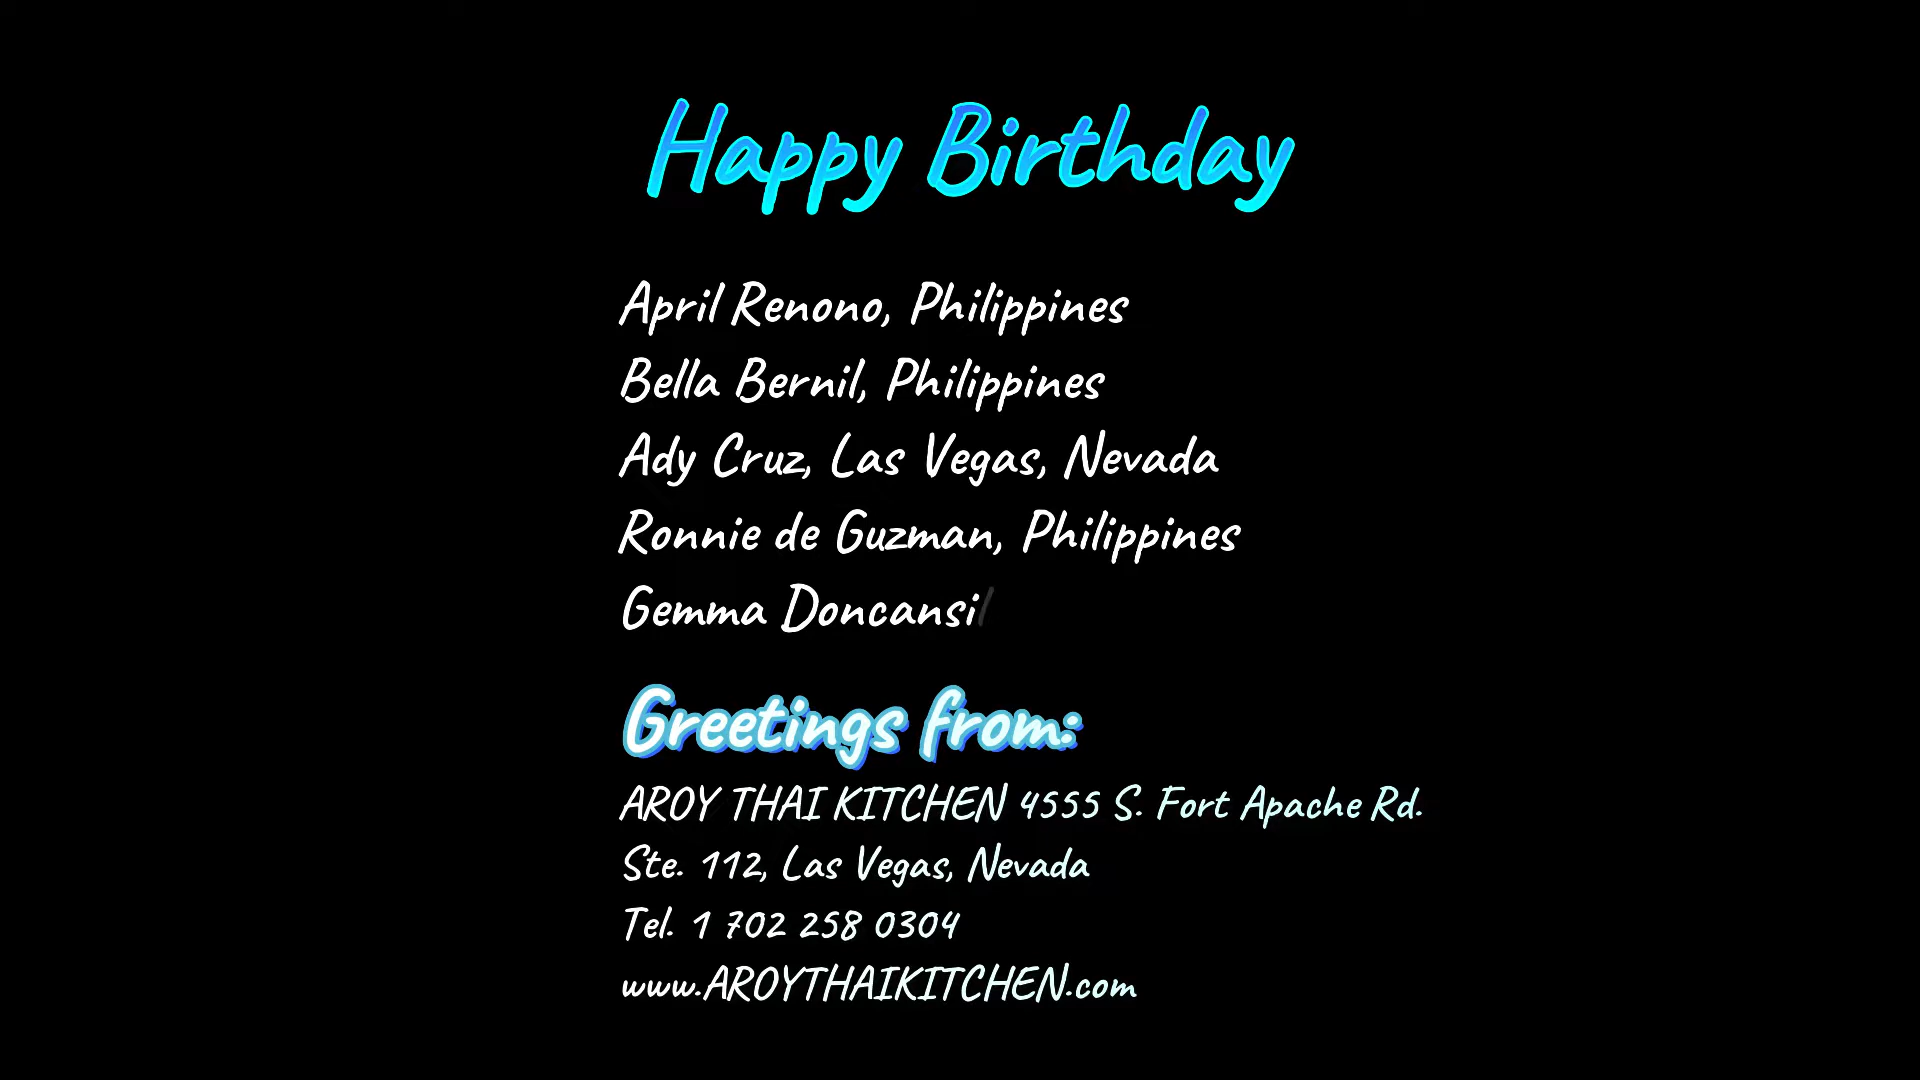 Happy Birthday
April Renono, Philippines
Bella Bernil, Philippines
Ady Cruz, Las Vegas, Nevada
Ronnie de Guzman, Philippines
Gemma Doncansil
Greetings from:
AROY THAI KITCHEN 4555 S. Fort Apache Rd.
Ste. 112, Las Vegas, Nevada
Tel. 1 702 258 0304
www.AROYTHAIKITCHEN.com